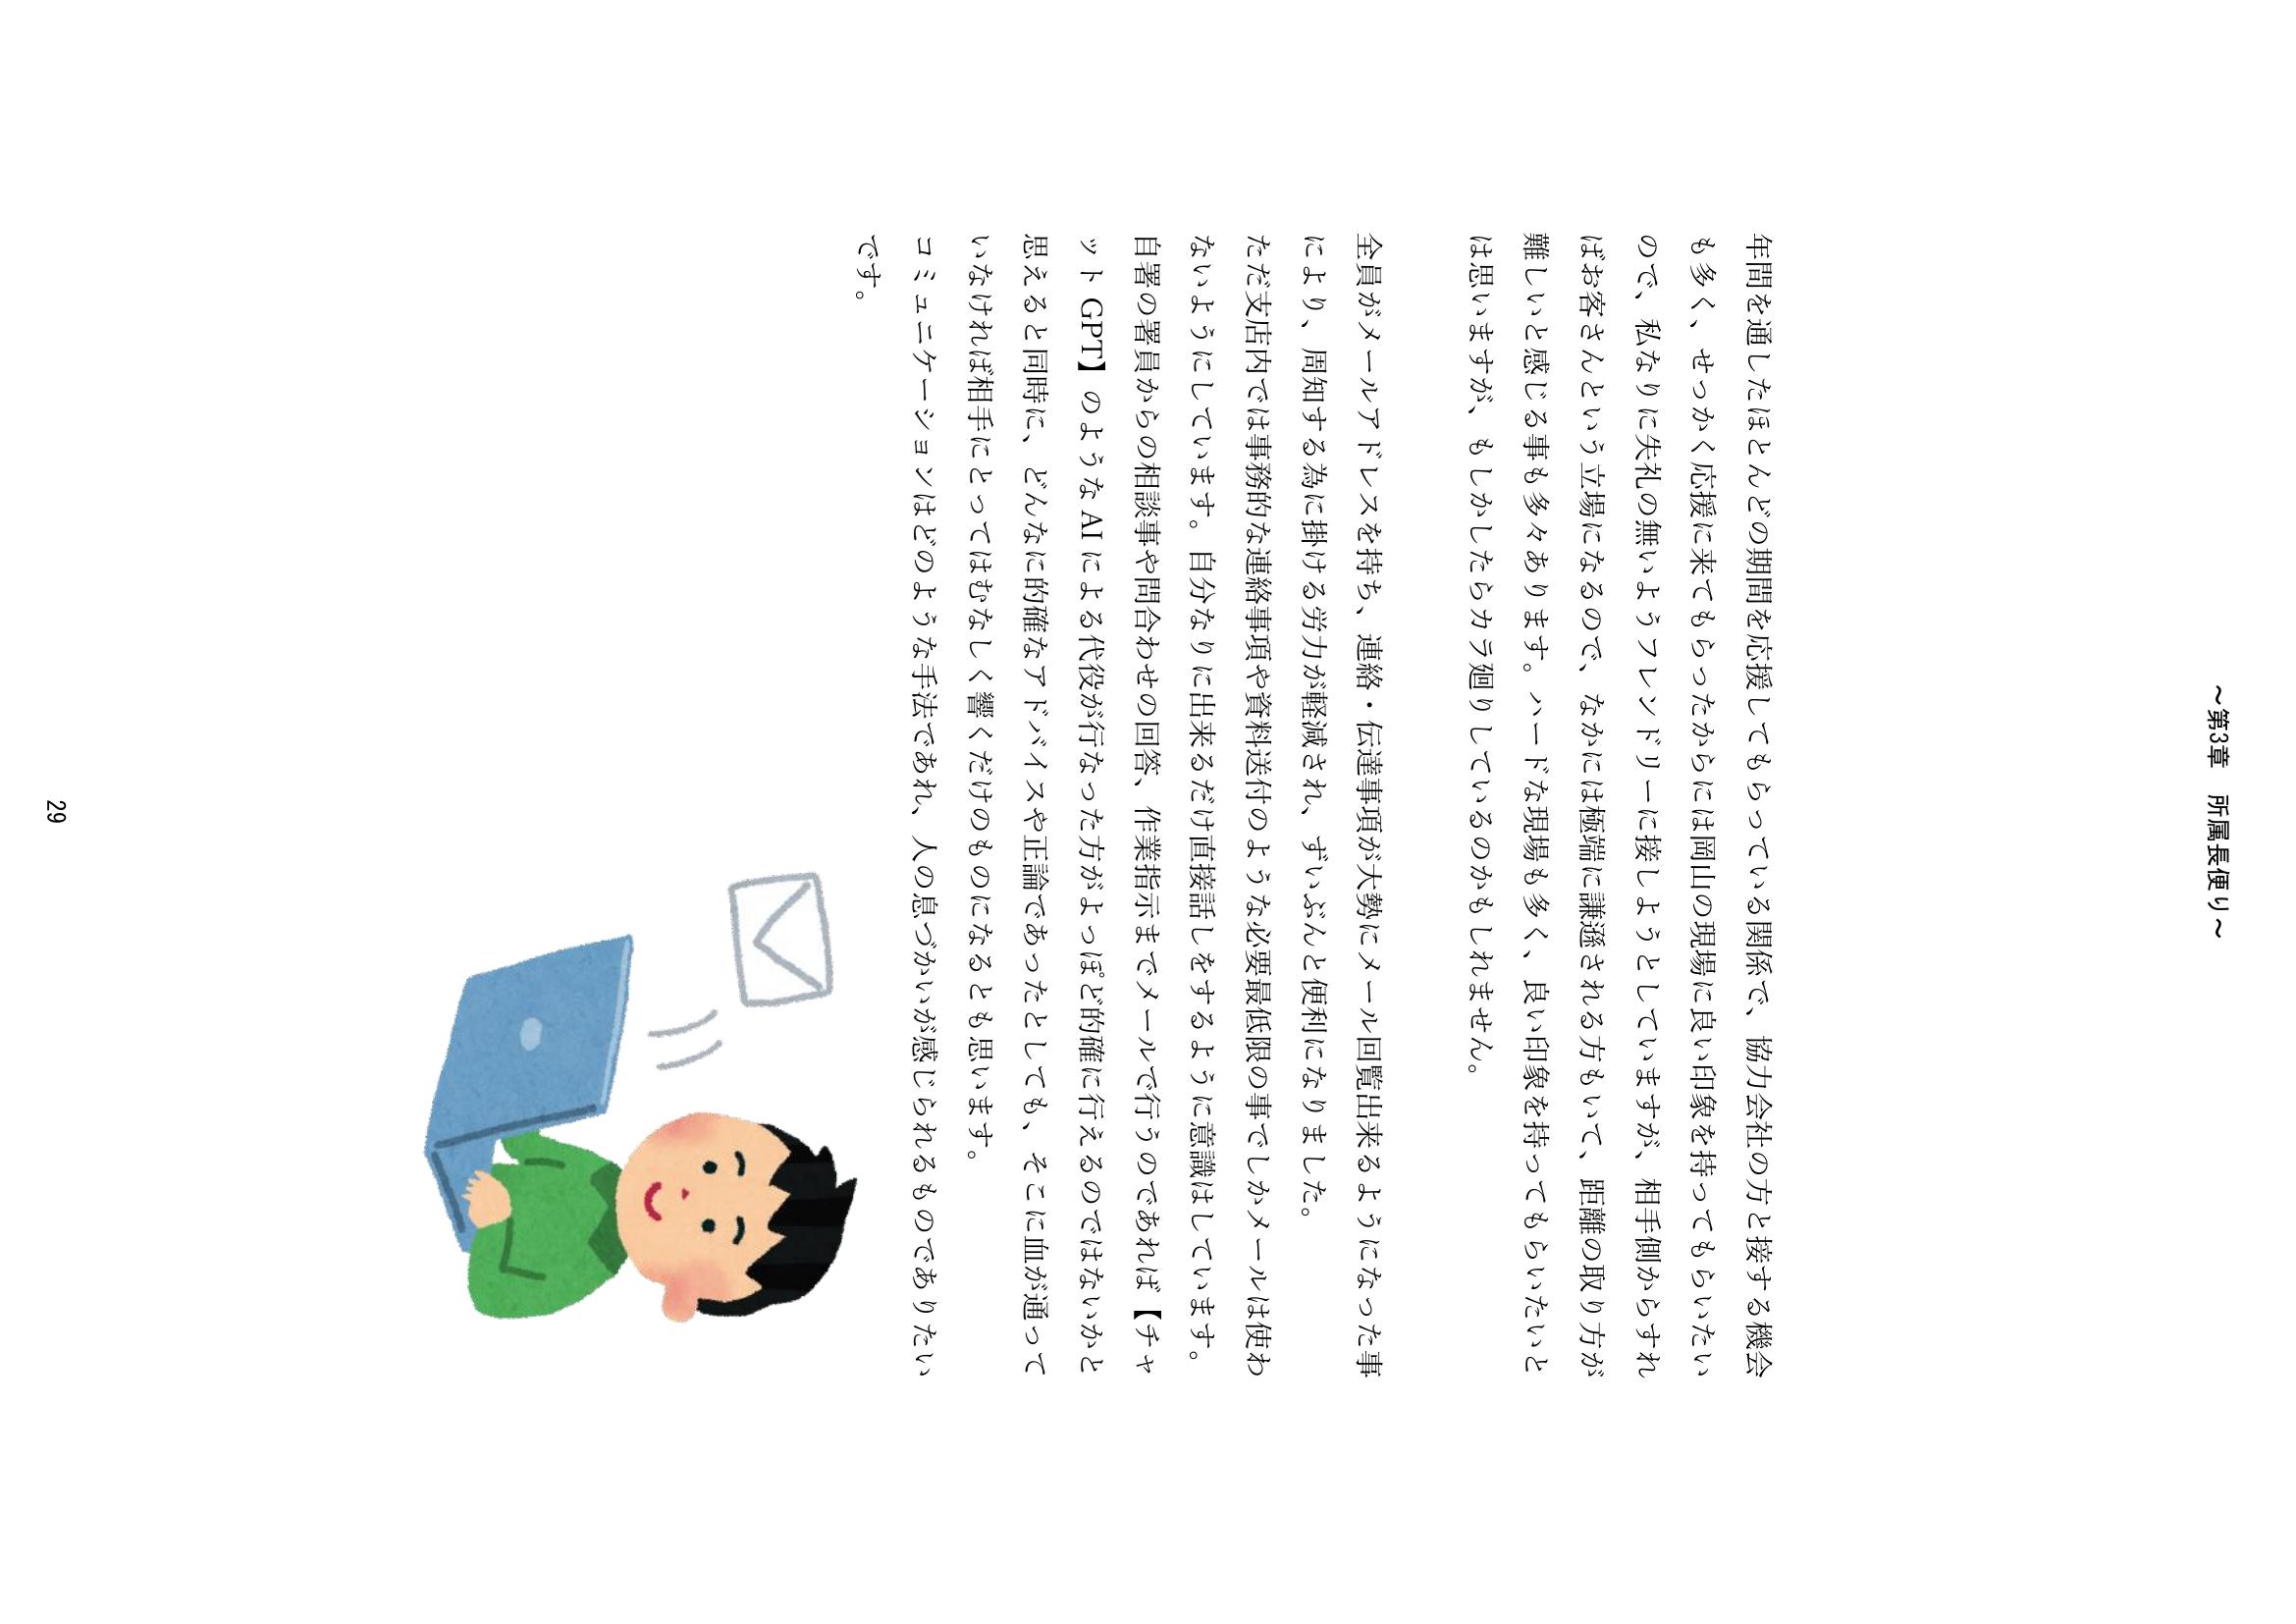 ～第3章　所属長便り～
年間を通したほとんどの期間を応援してもらっている関係で、協力会社の方と接する機会
も多く、せっかく応援に来てもらったからには岡山の現場に良い印象を持ってもらいたい
ので、私なりに失礼の無いようフレンドリーに接しようとしていますが、相手側からすれ
ばお客さんという立場になるので、なかには極端に謙遜される方もいて、距離の取り方が
難しいと感じる事も多々あります。ハードな現場も多く、良い印象を持ってもらいたいと
は思いますが、もしかしたらカラ廻りしているのかもしれません。
全員がメールアドレスを持ち、連絡・伝達事項が大勢にメール回覧出来るようになった事
により、周知する為に掛ける労力が軽減され、ずいぶんと便利になりました。
ただ支店内では事務的な連絡事項や資料送付のような必要最低限の事でしかメールは使わ
ないようにしています。自分なりに出来るだけ直接話しをするように意識はしています。
自署の署員からの相談事や問合わせの回答、作業指示までメールで行うのであれば【チャ
ット GPT】のような AI による代役が行なった方がよっぽど的確に行えるのではないかと
思えると同時に、どんなに的確なアドバイスや正論であったとしても、そこに血が通って
いなければ相手にとってはむなしく響くだけのものになるとも思います。
コミュニケーションはどのような手法であれ、人の息づかいが感じられるものでありたい
です。
29